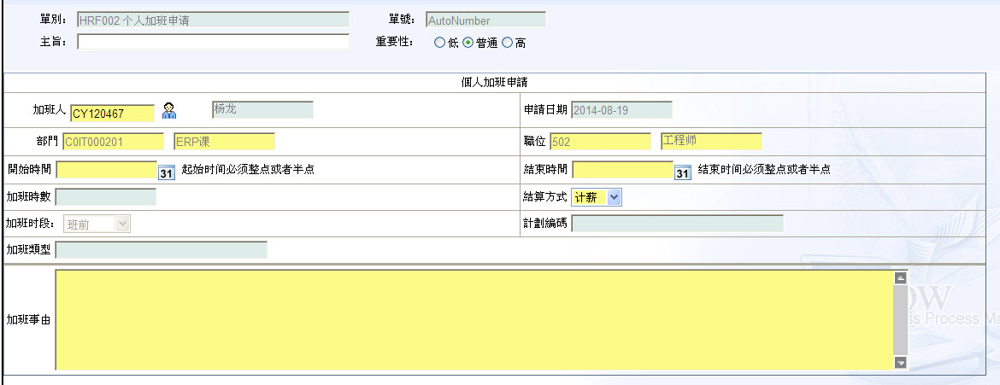 單別： HRF002 个人加班申请 單號： AutoNumber
主旨： 重要性： 低 普通 高
個人加班申請
加班人 CY120467 杨龙 申請日期 2014-08-19
部門 C0IT000201 ERP课 職位 502 工程师
開始時間 31 起始时间必须整点或者半点 結束時間 31 结束时间必须整点或者半点
加班時數 結算方式 计薪
加班时段： 班前 計劃編碼
加班類型
加班事由
OW
ss Process Ma